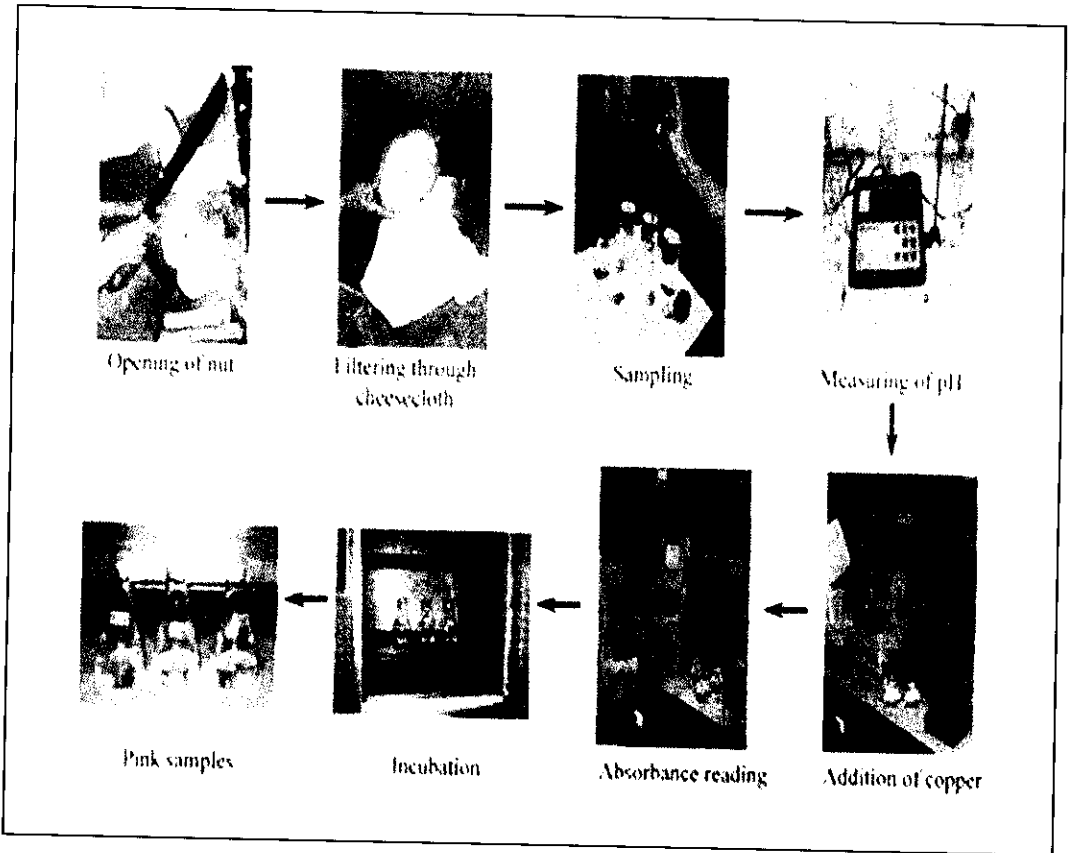 Opening of nut
Filtering through
cheesecloth
Sampling
Measuring of pH
Addition of copper
Absorbance reading
Incubation
Pink samples